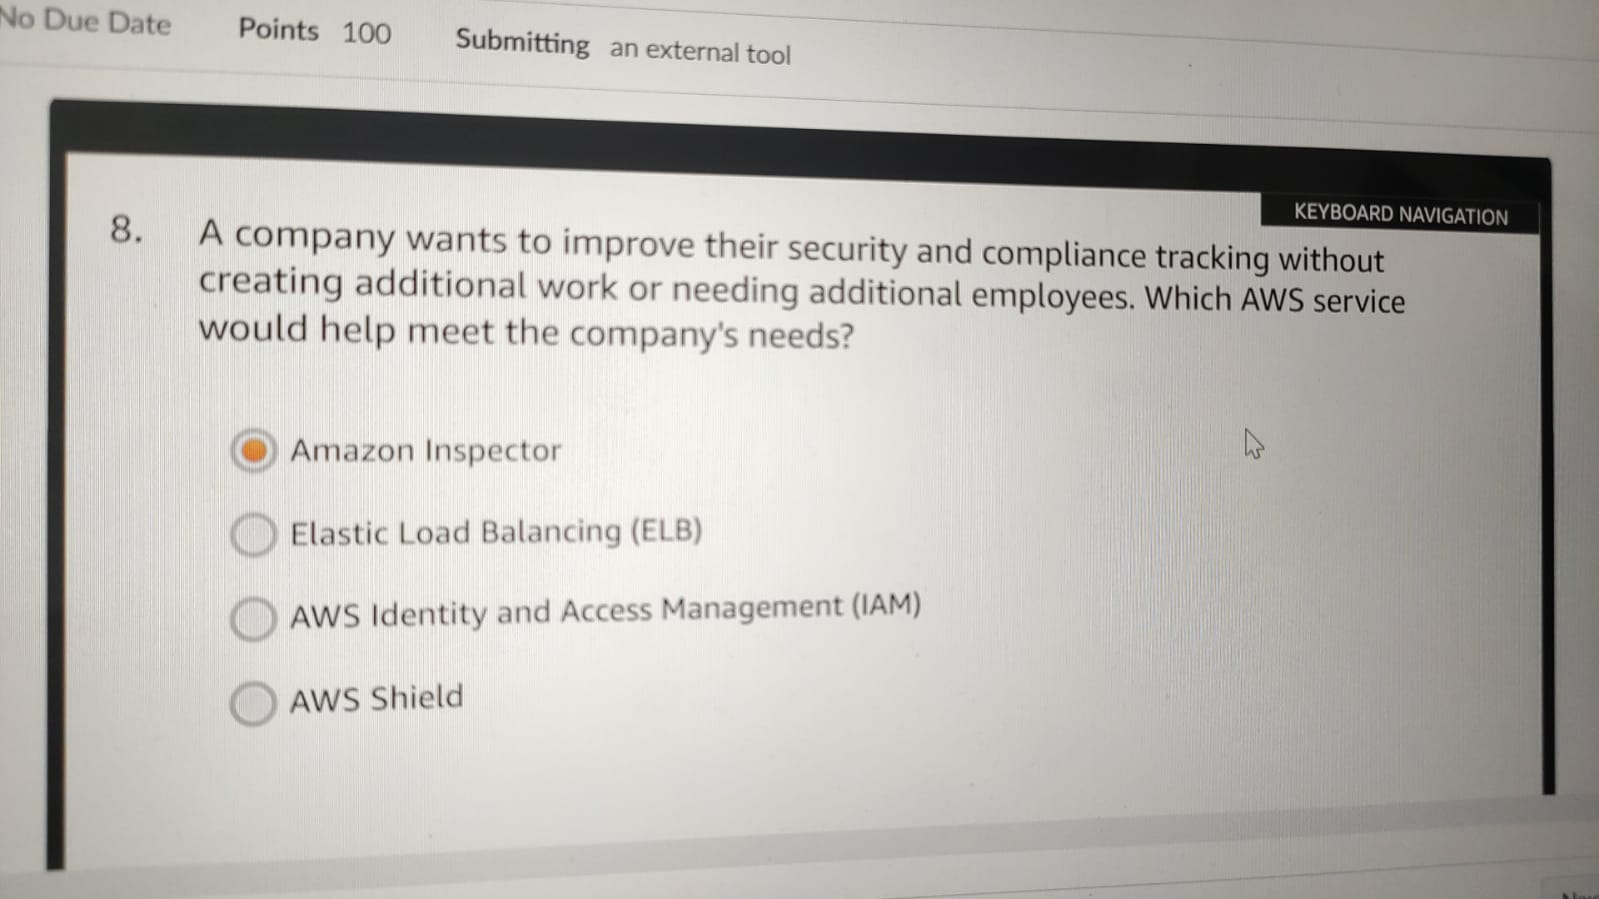 No Due Date Points 100 Submitting an external tool
KEYBOARD NAVIGATION
8. A company wants to improve their security and compliance tracking without
creating additional work or needing additional employees. Which AWS service
would help meet the company's needs?
Amazon Inspector
Elastic Load Balancing (ELB)
AWS Identity and Access Management (IAM)
AWS Shield